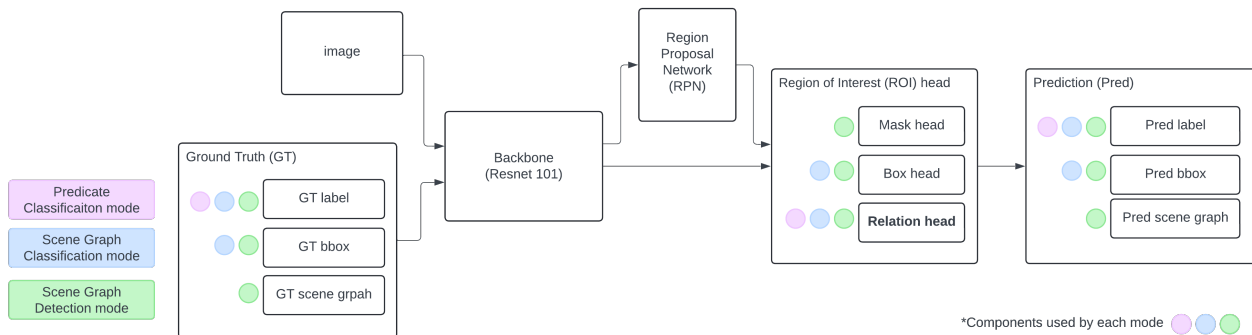 image
Region
Proposal
Network
(RPN)
Region of Interest (ROI) head
Mask head
Box head
Relation head
Prediction (Pred)
Pred label
Pred bbox
Pred scene graph
Backbone
(Resnet 101)
Ground Truth (GT)
GT label
GT bbox
GT scene grpah
Predicate
Classificaiton mode
Scene Graph
Classification mode
Scene Graph
Detection mode
*Components used by each mode